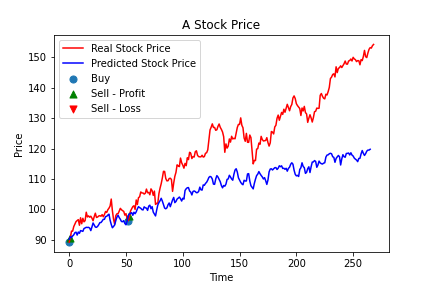 A Stock Price
Real Stock Price
Predicted Stock Price
Buy
Sell - Profit
Sell - Loss
Price
150
140
130
120
110
100
90
0 50 100 150 200 250
Time